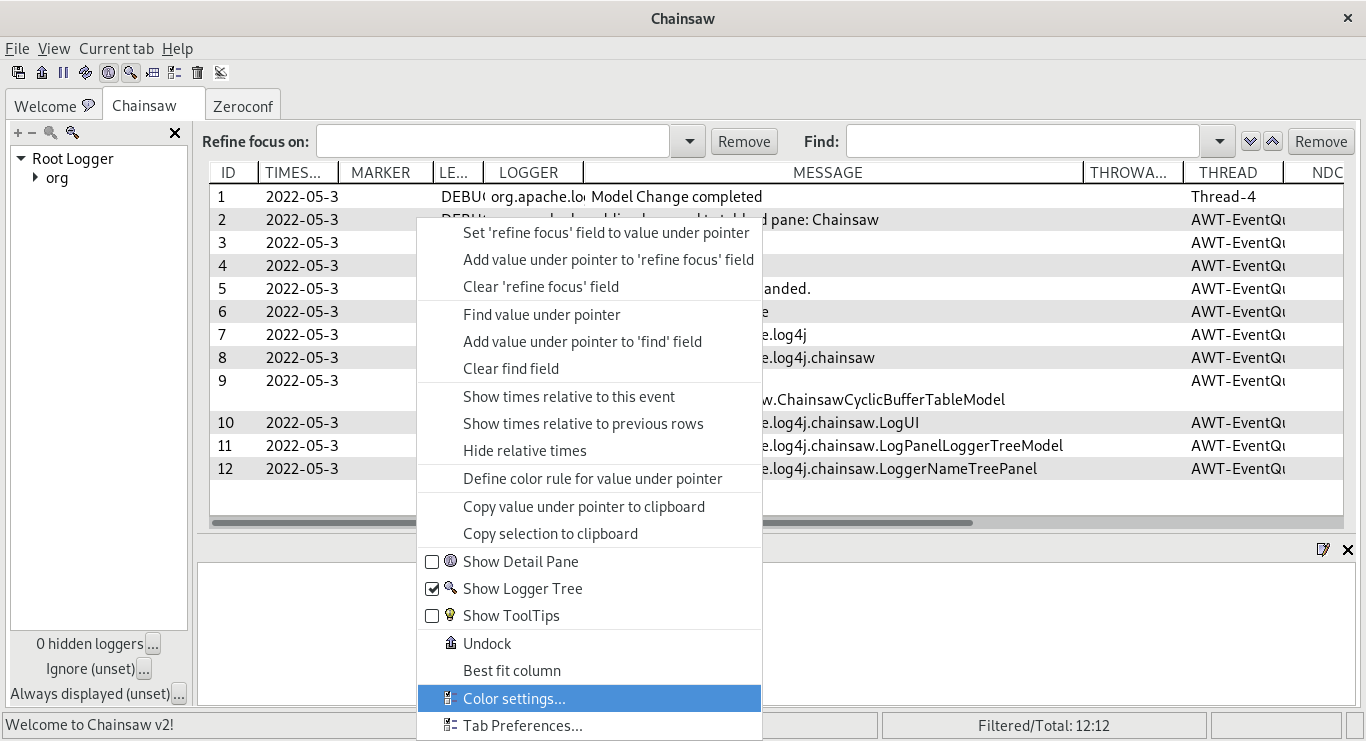 Chainsaw
File View Current tab Help
Welcome Chainsaw Zeroconf
Root Logger
org
0 hidden loggers ...
Ignore (unset) ...
Always displayed (unset) ...
Refine focus on: Remove Find: Remove
ID TIMES... MARKER LE... LOGGER MESSAGE THROWA... THREAD NDC
1 2022-05-3 DEBUG org.apache.log Model Change completed Thread-4
2 2022-05-3 pane: Chainsaw AWT-EventQu
3 2022-05-3 AWT-EventQu
4 2022-05-3 AWT-EventQu
5 2022-05-3 anded. AWT-EventQu
6 2022-05-3 e AWT-EventQu
7 2022-05-3 e.log4j AWT-EventQu
8 2022-05-3 e.log4j.chainsaw AWT-EventQu
9 2022-05-3 AWT-EventQu
w.ChainsawCyclicBufferTableModel
10 2022-05-3 e.log4j.chainsaw.LogUI AWT-EventQu
11 2022-05-3 e.log4j.chainsaw.LogPanelLoggerTreeModel AWT-EventQu
12 2022-05-3 e.log4j.chainsaw.LoggerNameTreePanel AWT-EventQu
Set 'refine focus' field to value under pointer
Add value under pointer to 'refine focus' field
Clear 'refine focus' field
Find value under pointer
Add value under pointer to 'find' field
Clear find field
Show times relative to this event
Show times relative to previous rows
Hide relative times
Define color rule for value under pointer
Copy value under pointer to clipboard
Copy selection to clipboard
Show Detail Pane
Show Logger Tree
Show ToolTips
Undock
Best fit column
Color settings...
Tab Preferences...
Welcome to Chainsaw v2! Filtered/Total: 12:12